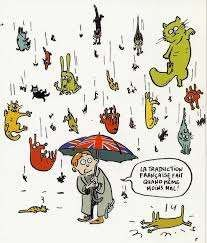 LA TRADUCTION
FRANÇAISE FAIT
QUAND MÊME
MOINS MAL!